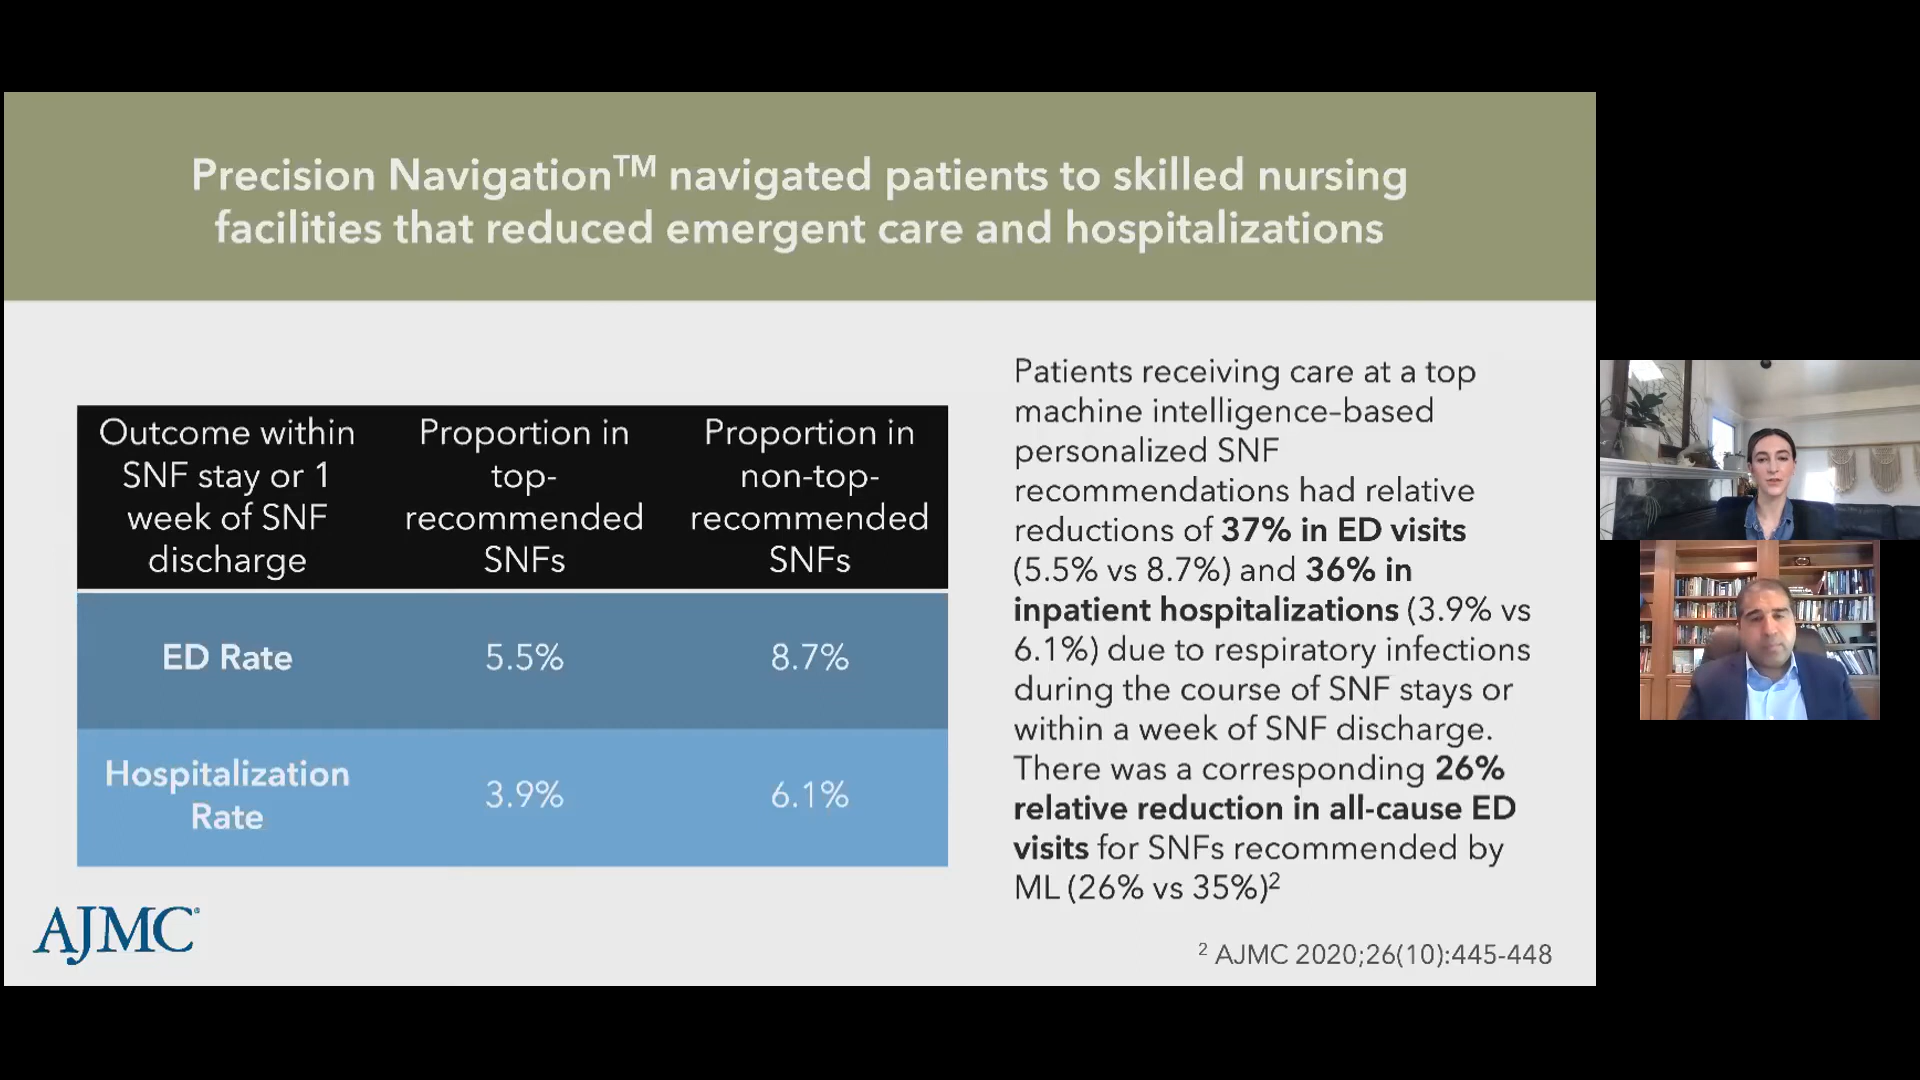 Precision Navigation™ navigated patients to skilled nursing
facilities that reduced emergent care and hospitalizations
Outcome within
SNF stay or 1
week of SNF
discharge
Proportion in
top-
recommended
SNFs
Proportion in
non-top-
recommended
SNFs
ED Rate
5.5%
8.7%
Hospitalization
Rate
3.9%
6.1%
Patients receiving care at a top
machine intelligence–based
personalized SNF
recommendations had relative
reductions of 37% in ED visits
(5.5% vs 8.7%) and 36% in
inpatient hospitalizations (3.9% vs
6.1%) due to respiratory infections
during the course of SNF stays or
within a week of SNF discharge.
There was a corresponding 26%
relative reduction in all-cause ED
visits for SNFs recommended by
ML (26% vs 35%)²
AJMC®
² AJMC 2020;26(10):445-448